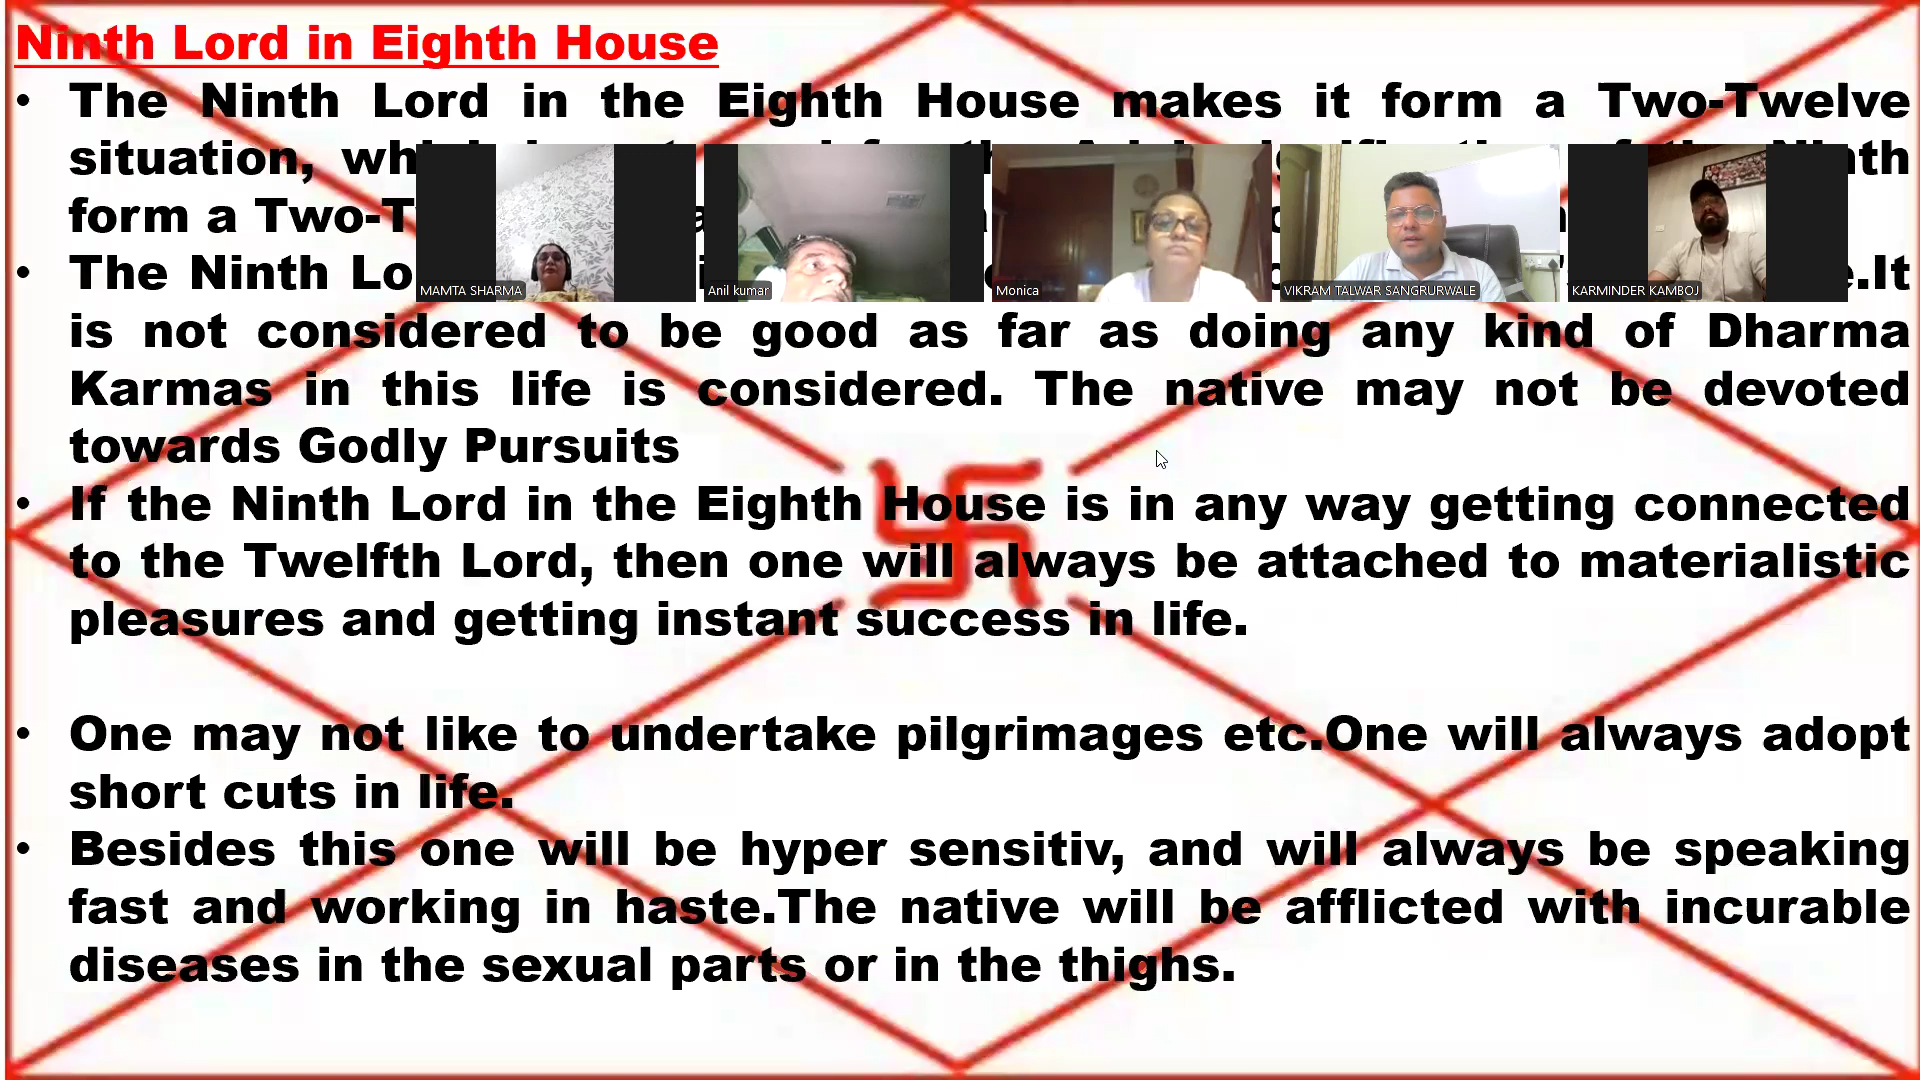 Ninth Lord in Eighth House
• The Ninth Lord in the Eighth House makes it form a Two-Twelve
situation,
form a
• The Ninth
is not considered to be good as far as doing any kind of Dharma
Karmas in this life is considered. The native may not be devoted
towards Godly Pursuits
• If the Ninth Lord in the Eighth House is in any way getting connected
to the Twelfth Lord, then one will always be attached to materialistic
pleasures and getting instant success in life.
• One may not like to undertake pilgrimages etc.One will always adopt
short cuts in life.
• Besides this one will be hyper sensitiv, and will always be speaking
fast and working in haste.The native will be afflicted with incurable
diseases in the sexual parts or in the thighs.
MAMTA SHARMA
Anil kumar
Monica
VIKRAM TALWAR SANGRURWALE
KARMINDER KAMBOJ